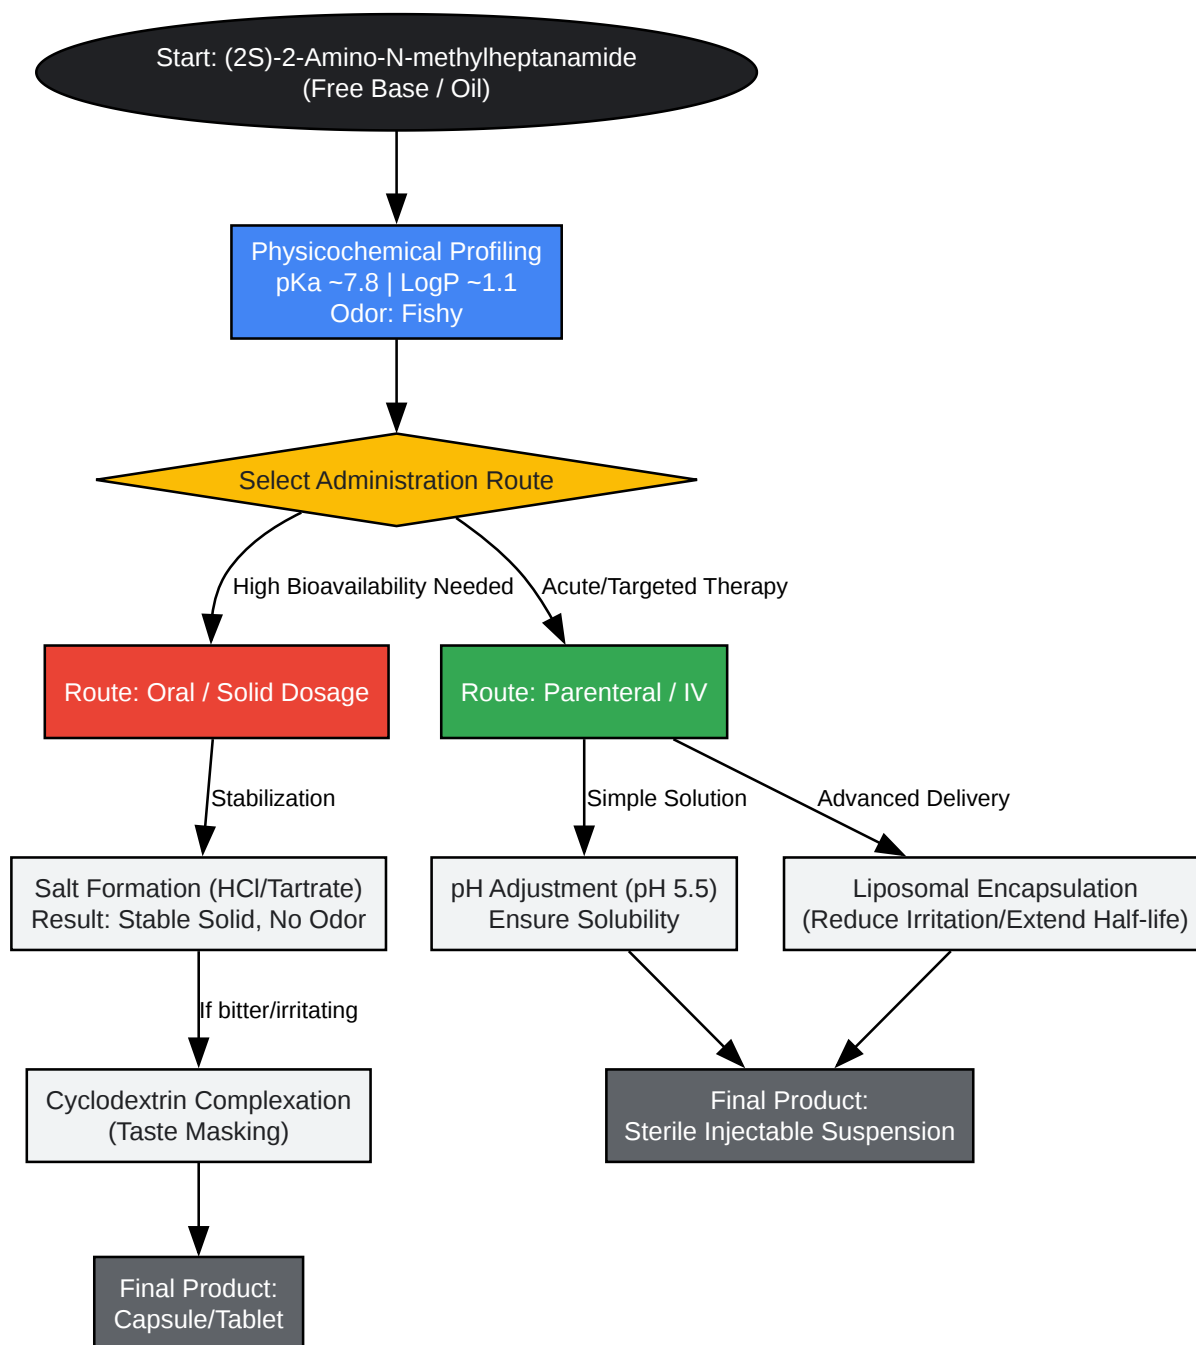 Start: (2S)-2-Amino-N-methylheptanamide
(Free Base / Oil)
Physicochemical Profiling
pKa ~7.8 | LogP ~1.1
Odor: Fishy
Select Administration Route
High Bioavailability Needed
Acute/Targeted Therapy
Route: Oral / Solid Dosage
Route: Parenteral / IV
Stabilization
Simple Solution
Advanced Delivery
Salt Formation (HCl/Tartrate)
Result: Stable Solid, No Odor
pH Adjustment (pH 5.5)
Ensure Solubility
Liposomal Encapsulation
(Reduce Irritation/Extend Half-life)
If bitter/irritating
Cyclodextrin Complexation
(Taste Masking)
Final Product:
Sterile Injectable Suspension
Final Product:
Capsule/Tablet